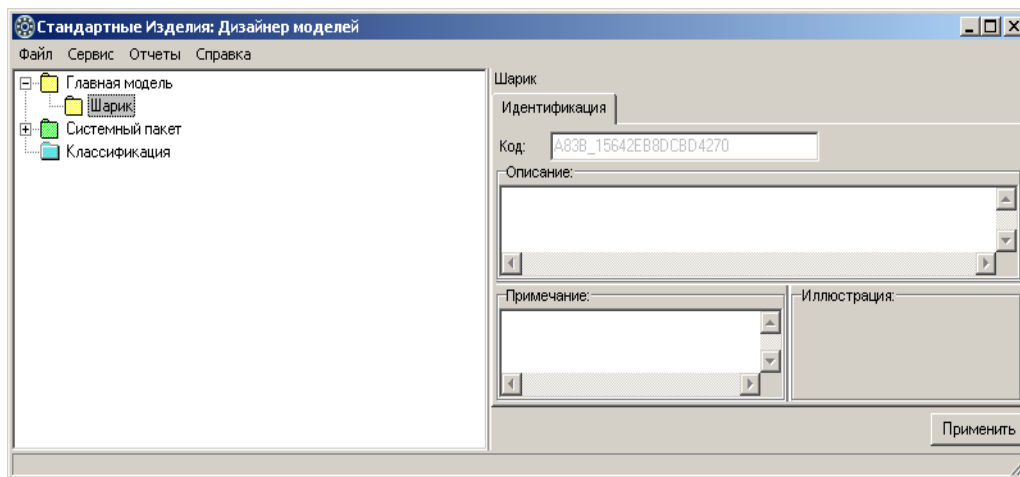 Стандартные Изделия: Дизайнер моделей
Файл Сервис Отчеты Справка
Главная модель
Шарик
Системный пакет
Классификация
Шарик
Идентификация
Код: A83B_15642EB8DCBD4270
Описание:
Примечание:
Иллюстрация:
Применить